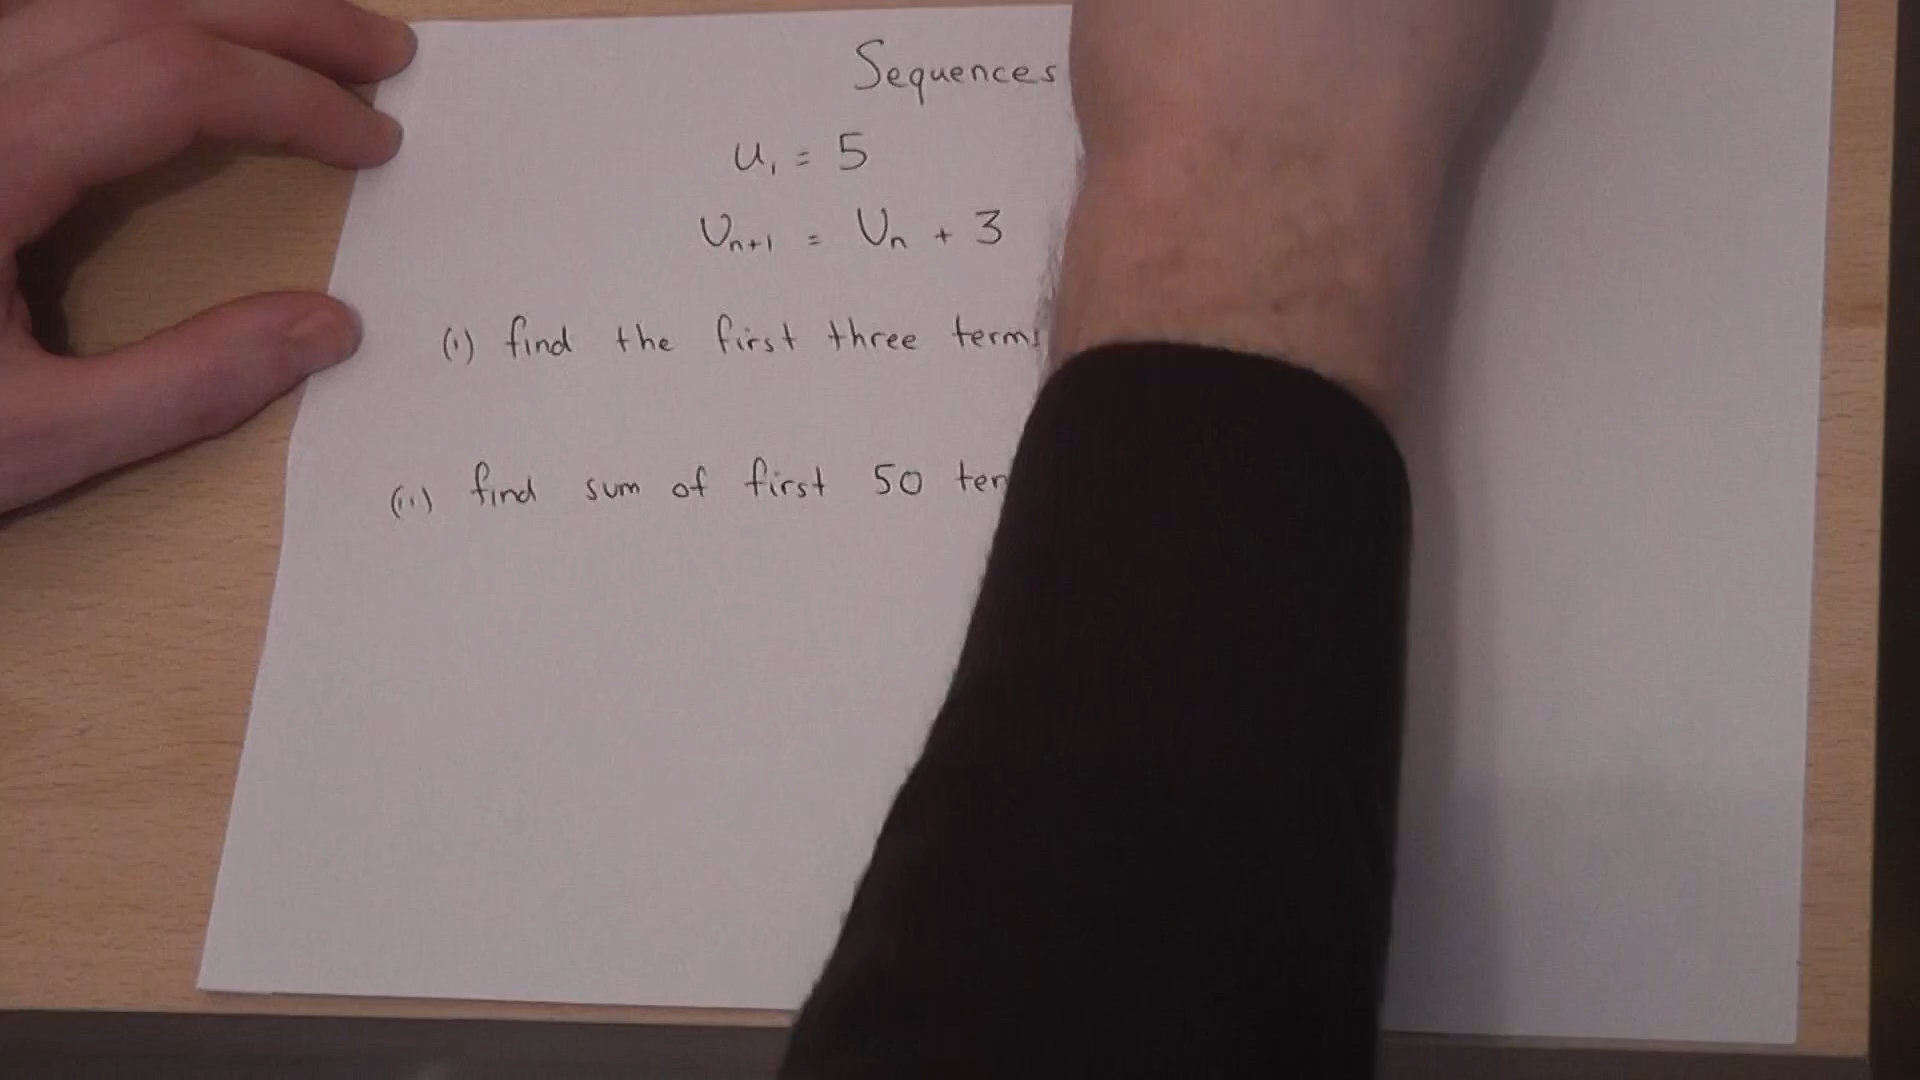 Sequences
u₁ = 5
Uₙ₊₁ = Uₙ + 3
(i) find the first three terms
(ii) find sum of first 50